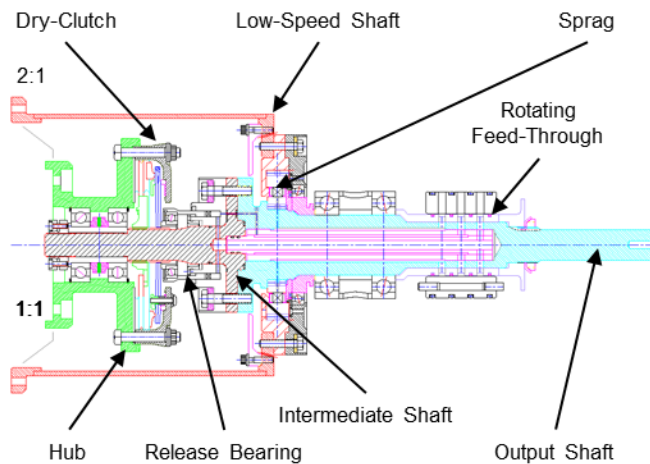 Dry-Clutch
Low-Speed Shaft
Sprag
2:1
Rotating
Feed-Through
1:1
Intermediate Shaft
Hub
Release Bearing
Output Shaft